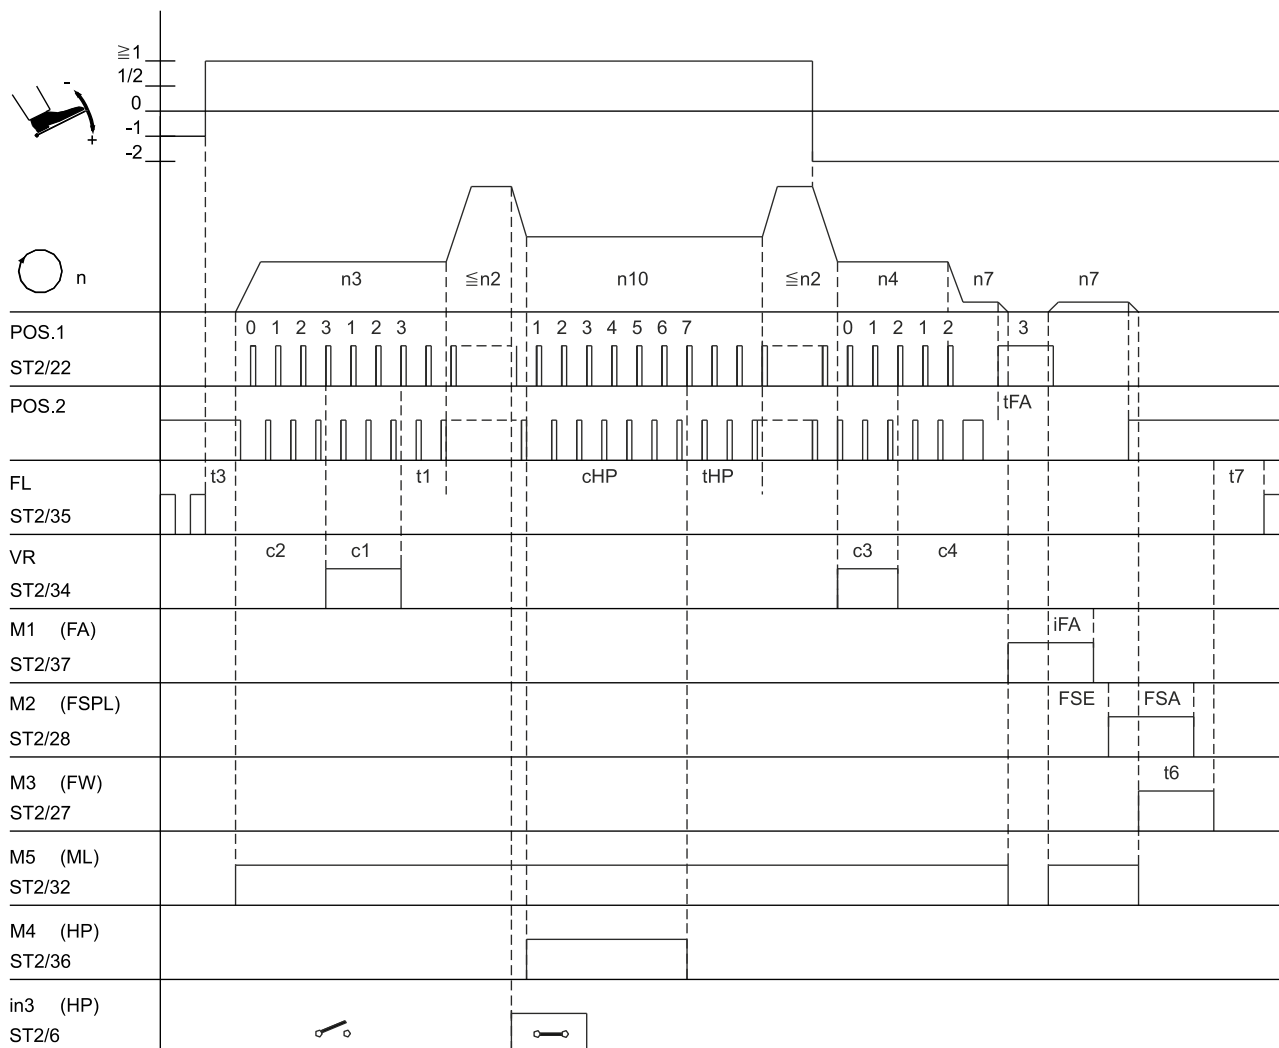 ≧1
1/2
0
-1
-2
-
+
n
n3
≦n2
n10
≦n2
n4
n7
n7
POS.1
0 1 2 3 1 2 3
1 2 3 4 5 6 7
0 1 2 1 2
3
ST2/22
POS.2
tFA
FL
t3
t1
cHP
tHP
t7
ST2/35
VR
c2
c1
c3
c4
ST2/34
M1 (FA)
iFA
ST2/37
M2 (FSPL)
FSE
FSA
ST2/28
M3 (FW)
t6
ST2/27
M5 (ML)
ST2/32
M4 (HP)
ST2/36
in3 (HP)
ST2/6